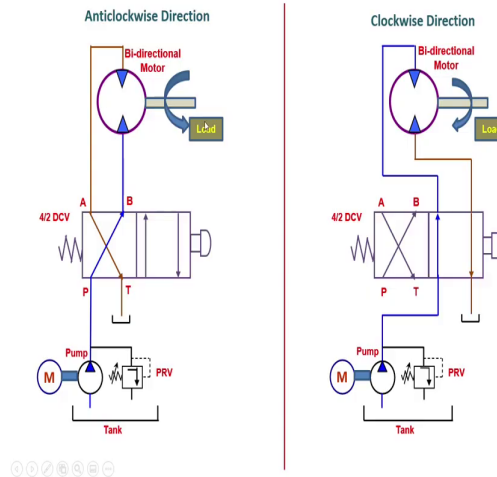 Anticlockwise Direction
Bi-directional
Motor
Load
A
B
4/2 DCV
P
T
Pump
M
PRV
Tank
Clockwise Direction
Bi-directional
Motor
Loa
A
B
4/2 DCV
P
T
Pump
M
PRV
Tank